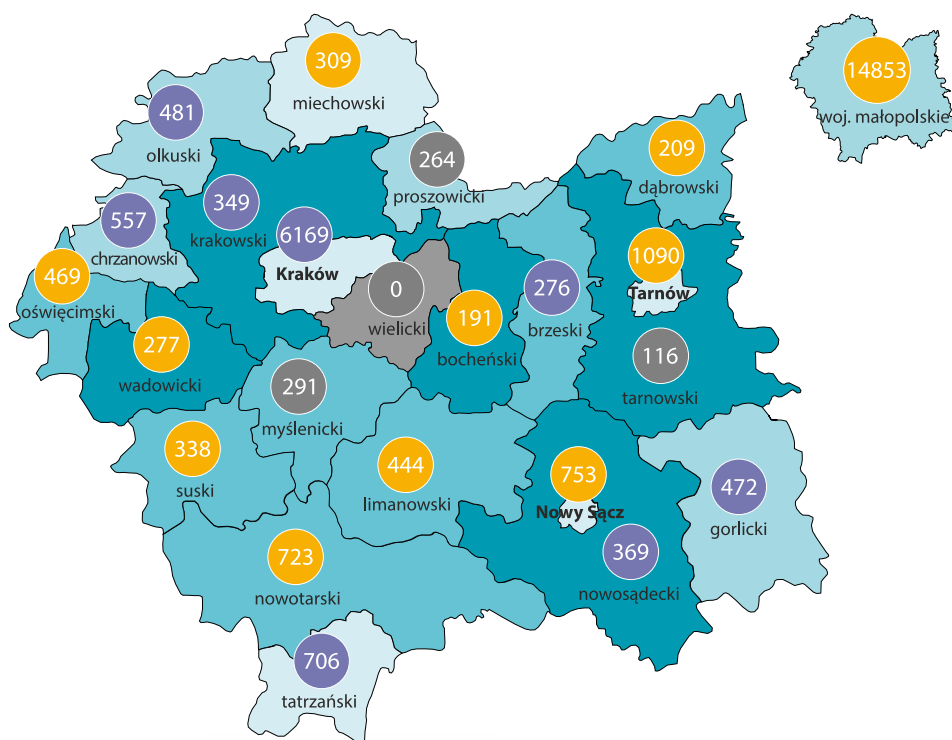 309
miechowski
14853
woj. małopolskie
481
olkuski
264
proszowicki
209
dąbrowski
349
krakowski
557
chrzanowski
6169
Kraków
1090
Tarnów
469
oświęcimski
0
wielicki
276
brzeski
191
bocheński
277
wadowicki
116
tarnowski
291
myślenicki
338
suski
444
limanowski
753
Nowy Sącz
472
gorlicki
723
nowotarski
369
nowosądecki
706
tatrzański